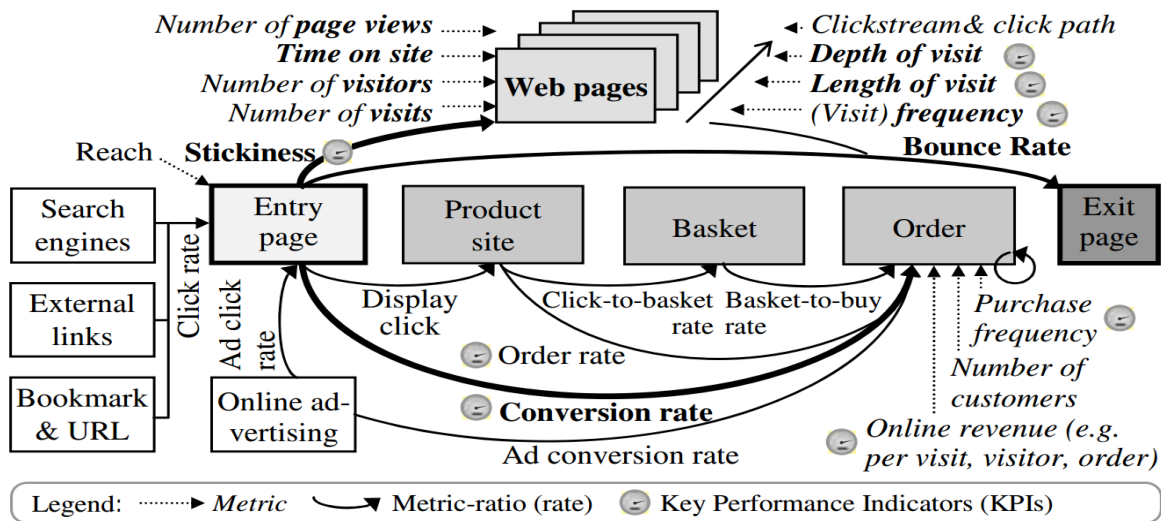 Number of page views
Time on site
Number of visitors
Number of visits
Web pages
Clickstream& click path
Depth of visit
Length of visit
(Visit) frequency
Reach
Stickiness
Bounce Rate
Search
engines
External
links
Bookmark
& URL
Click rate
Entry
page
Product
site
Basket
Order
Exit
page
Ad click
rate
Display
click
Click-to-basket
rate
Basket-to-buy
rate
Purchase
frequency
Order rate
Number of
customers
Online ad-
vertising
Conversion rate
Ad conversion rate
Online revenue (e.g.
per visit, visitor, order)
Legend:
Metric
Metric-ratio (rate)
Key Performance Indicators (KPIs)